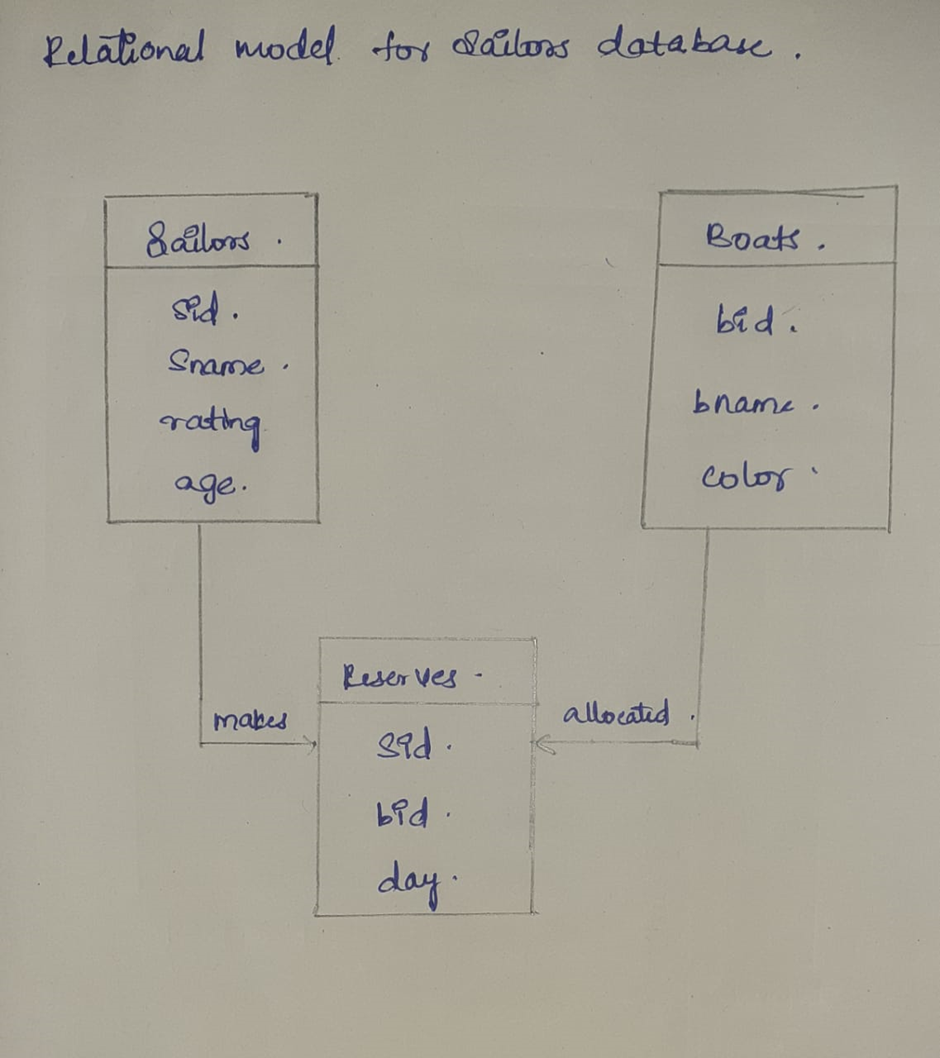 Relational model for Sailors database.
Sailors.
sid.
Sname.
rating
age.
Boats.
bid.
bname.
color.
Reserves.
makes
allocated.
sid.
bid.
day.